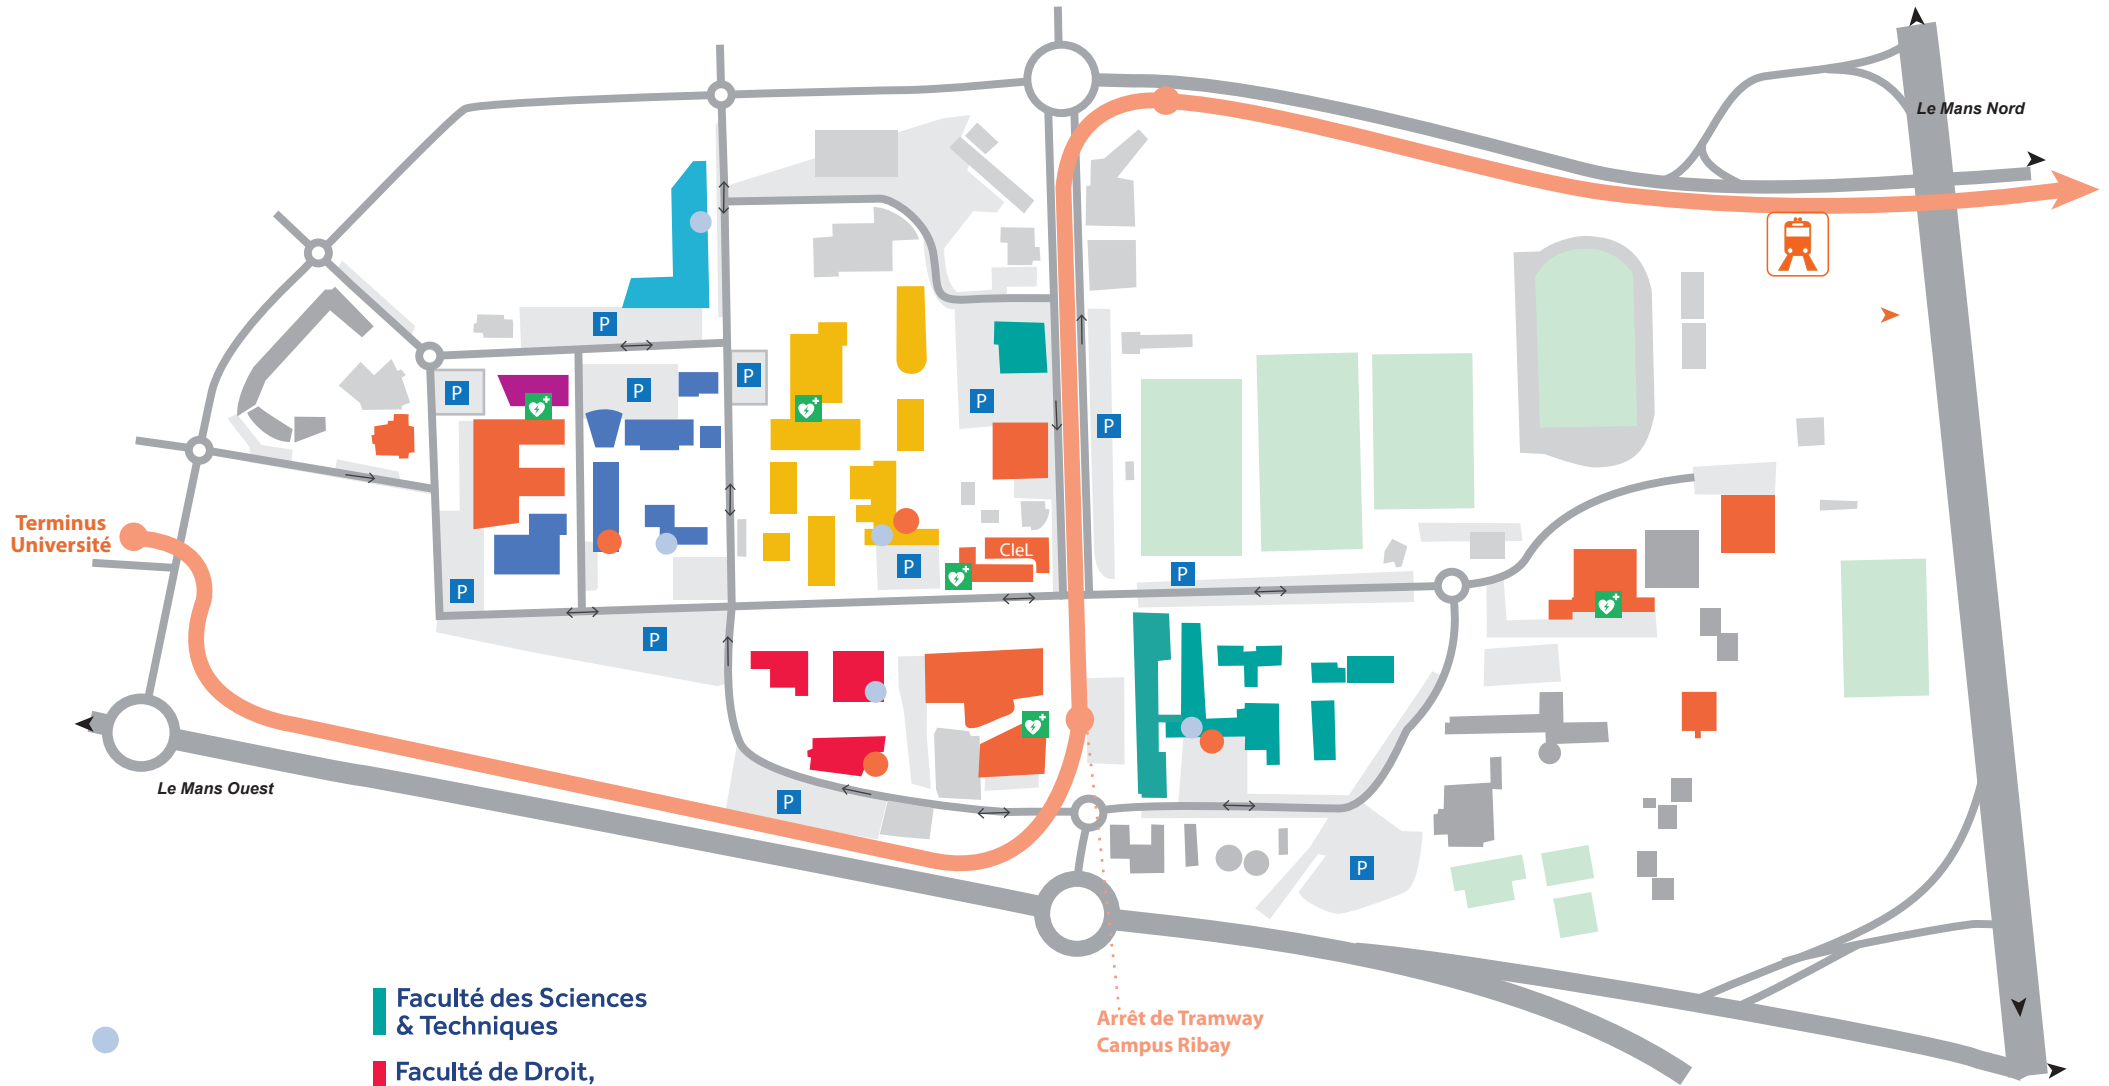 Le Mans Nord
P
P
P
P
P
P
P
Terminus
Université
CIeL
P
P
P
P
Le Mans Ouest
P
P
Faculté des Sciences
& Techniques
Arrêt de Tramway
Campus Ribay
Faculté de Droit,